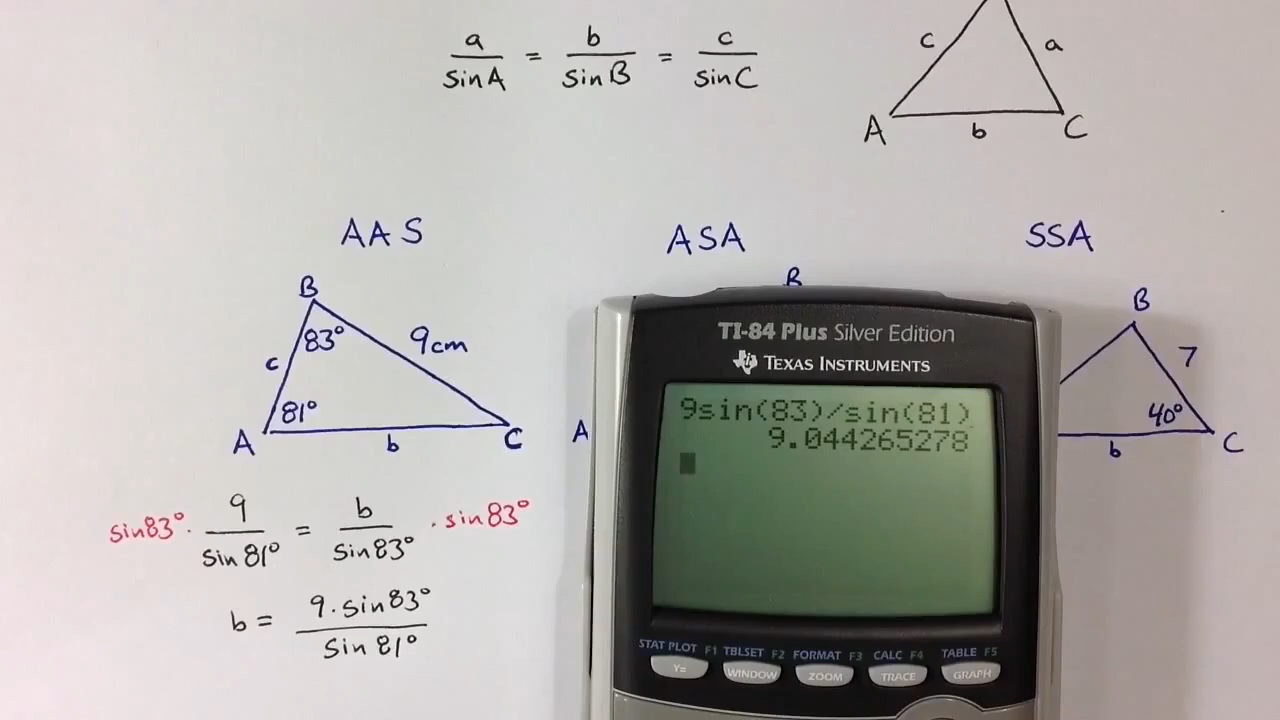 a/sinA = b/sinB = c/sinC
c a
A b C
AAS ASA SSA
B
83° 9cm
c
81°
A b C
B
A
B
7
40°
b C
sin83° · 9/sin81° = b/sin83° · sin83°
b = 9·sin83°/sin81°
TI-84 Plus Silver Edition
TEXAS INSTRUMENTS
9sin(83)/sin(81)
9.044265278
STAT PLOT F1 TBLSET F2 FORMAT F3 CALC F4 TABLE F5
Y= WINDOW ZOOM TRACE GRAPH